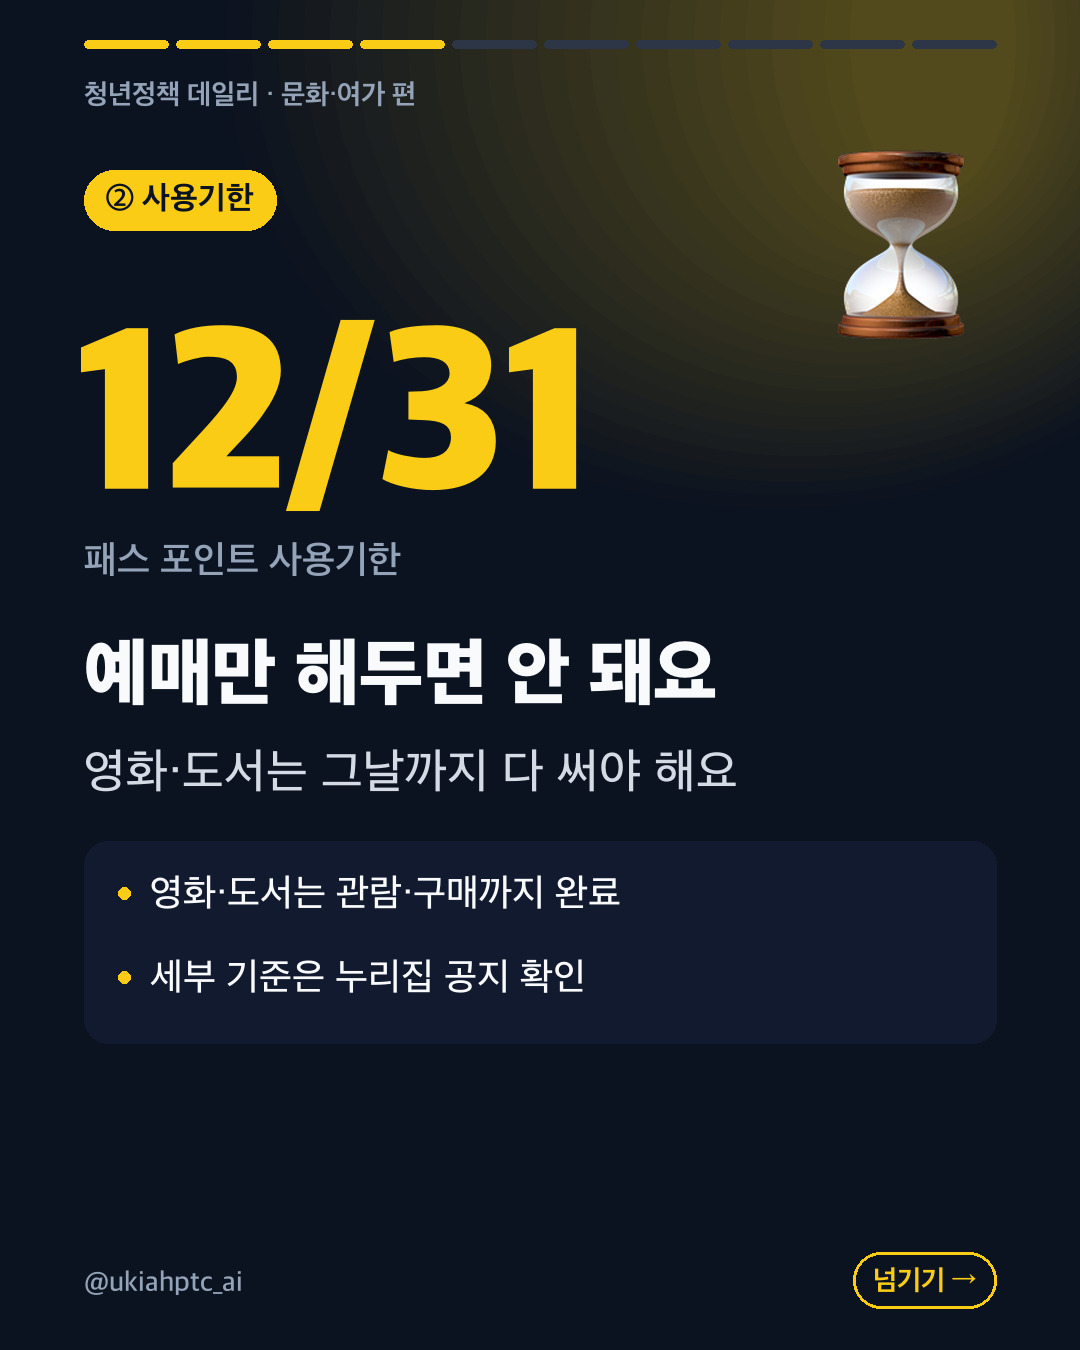 청년정책 데일리 · 문화·여가 편
② 사용기한
12/31
패스 포인트 사용기한
예매만 해두면 안 돼요
영화·도서는 그날까지 다 써야 해요
• 영화·도서는 관람·구매까지 완료
• 세부 기준은 누리집 공지 확인
@ukiahptc_ai
넘기기 →